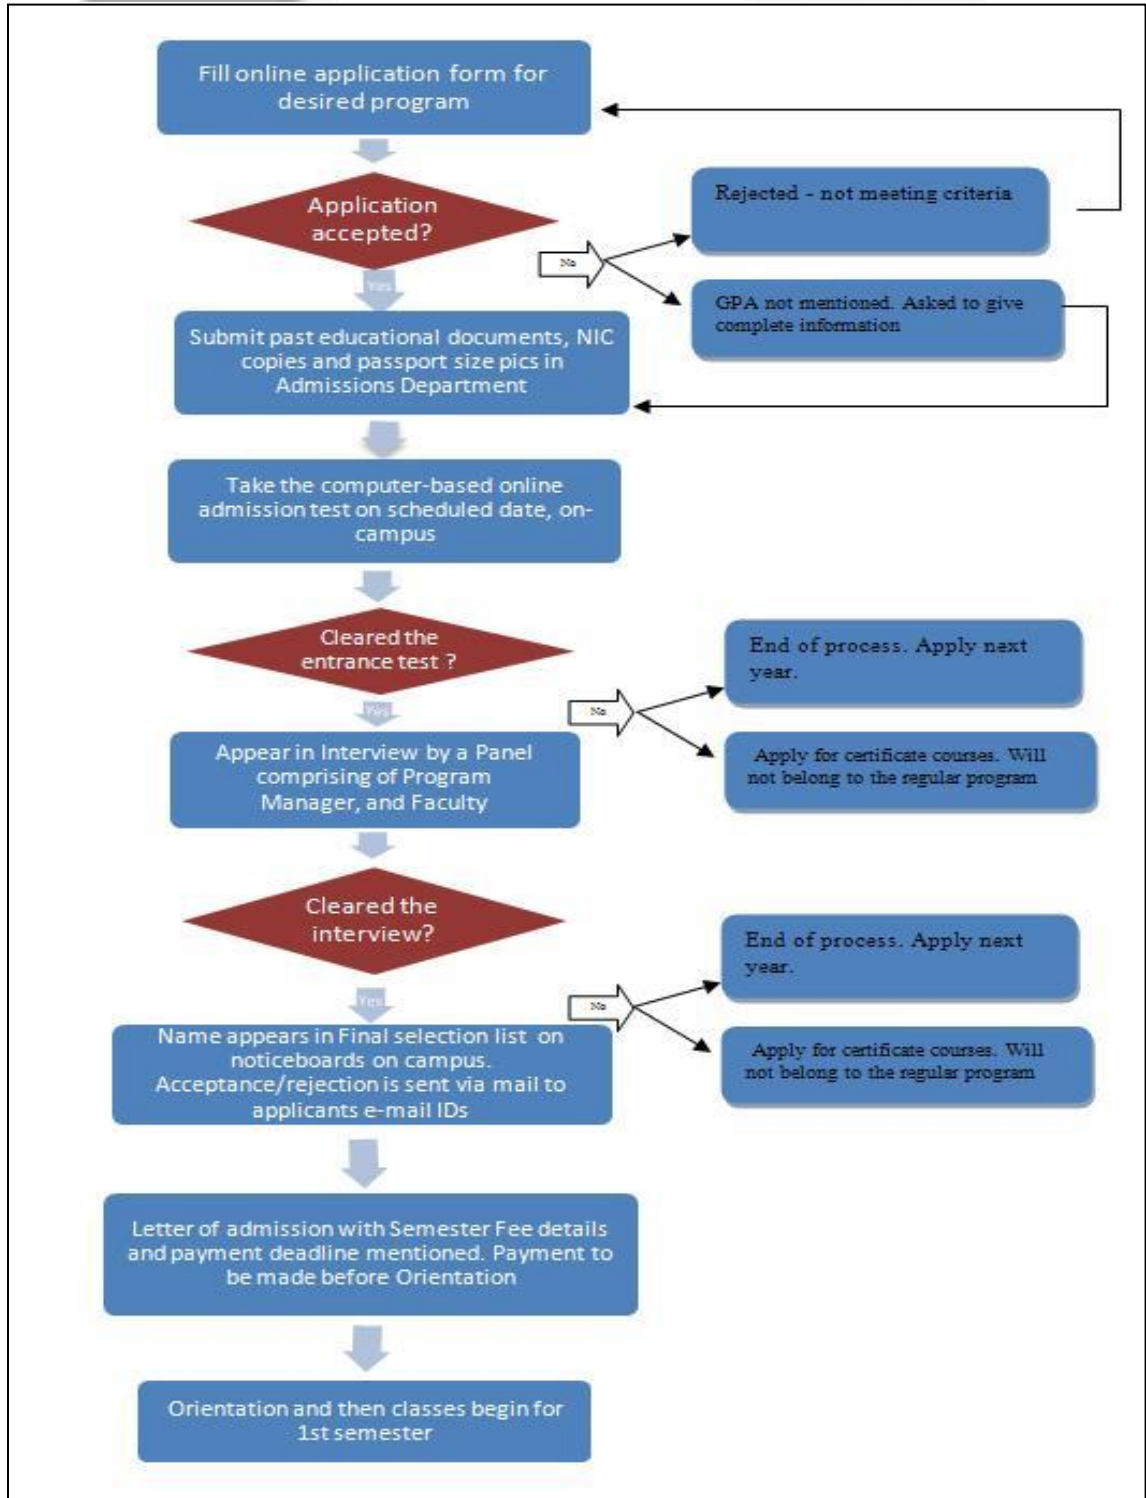 Fill online application form for
desired program
Application
accepted?
Rejected - not meeting criteria
No
Yes
GPA not mentioned. Asked to give
complete information
Submit past educational documents, NIC
copies and passport size pics in
Admissions Department
Take the computer-based online
admission test on scheduled date, on-
campus
Cleared the
entrance test ?
End of process. Apply next
year.
No
Yes
Apply for certificate courses. Will
not belong to the regular program
Appear in Interview by a Panel
comprising of Program
Manager, and Faculty
Cleared the
interview?
End of process. Apply next
year.
No
Yes
Apply for certificate courses. Will
not belong to the regular program
Name appears in Final selection list on
noticeboards on campus.
Acceptance/rejection is sent via mail to
applicants e-mail IDs
Letter of admission with Semester Fee details
and payment deadline mentioned. Payment to
be made before Orientation
Orientation and then classes begin for
1st semester